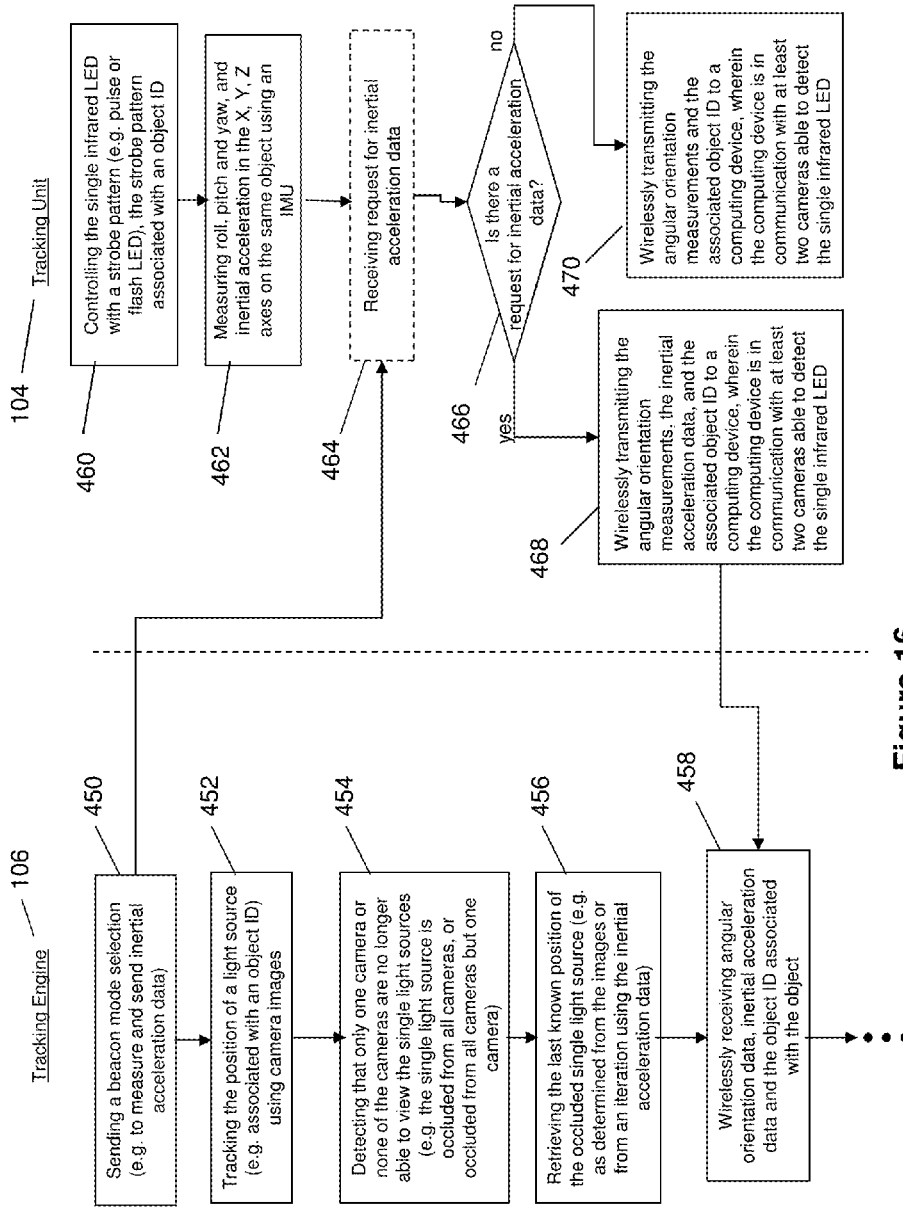 Tracking Engine
106
450
Sending a beacon mode selection
(e.g. to measure and send inertial
acceleration data)
452
Tracking the position of a light source
(e.g. associated with an object ID)
using camera images
454
Detecting that only one camera or
none of the cameras are no longer
able to view the single light sources
(e.g. the single light source is
occluded from all cameras, or
occluded from all cameras but one
camera)
456
Retrieving the last known position of
the occluded single light source (e.g.
as determined from the images or
from an iteration using the inertial
acceleration data)
458
Wirelessly receiving angular
orientation data, inertial acceleration
data and the object ID associated
with the object
104
Tracking Unit
460
Controlling the single infrared LED
with a strobe pattern (e.g. pulse or
flash LED), the strobe pattern
associated with an object ID
462
Measuring roll, pitch and yaw, and
inertial acceleration in the X, Y, Z
axes on the same object using an
IMU
464
Receiving request for inertial
acceleration data
466
Is there a
request for inertial acceleration
data?
yes
no
468
Wirelessly transmitting the
angular orientation
measurements, the inertial
acceleration data, and the
associated object ID to a
computing device, wherein
the computing device is in
communication with at least
two cameras able to detect
the single infrared LED
470
Wirelessly transmitting the
angular orientation
measurements and the
associated object ID to a
computing device, wherein
the computing device is in
communication with at least
two cameras able to detect
the single infrared LED
Figure 16